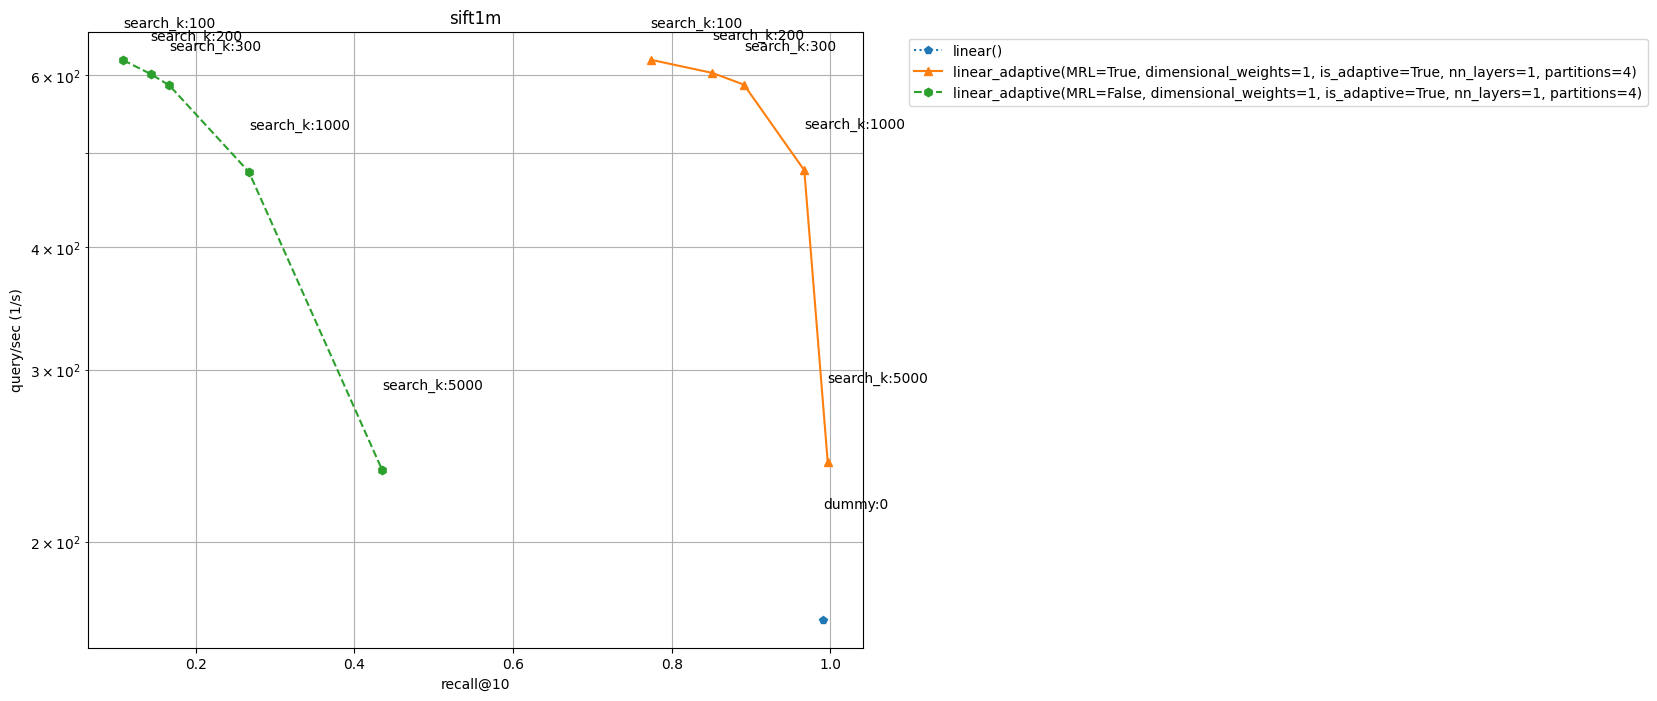 sift1m
search_k:100
search_k:200
search_k:300
search_k:1000
search_k:5000
search_k:100
search_k:200
search_k:300
search_k:1000
search_k:5000
dummy:0
6 × 10²
4 × 10²
3 × 10²
2 × 10²
query/sec (1/s)
0.2 0.4 0.6 0.8 1.0
recall@10
linear()
linear_adaptive(MRL=True, dimensional_weights=1, is_adaptive=True, nn_layers=1, partitions=4)
linear_adaptive(MRL=False, dimensional_weights=1, is_adaptive=True, nn_layers=1, partitions=4)